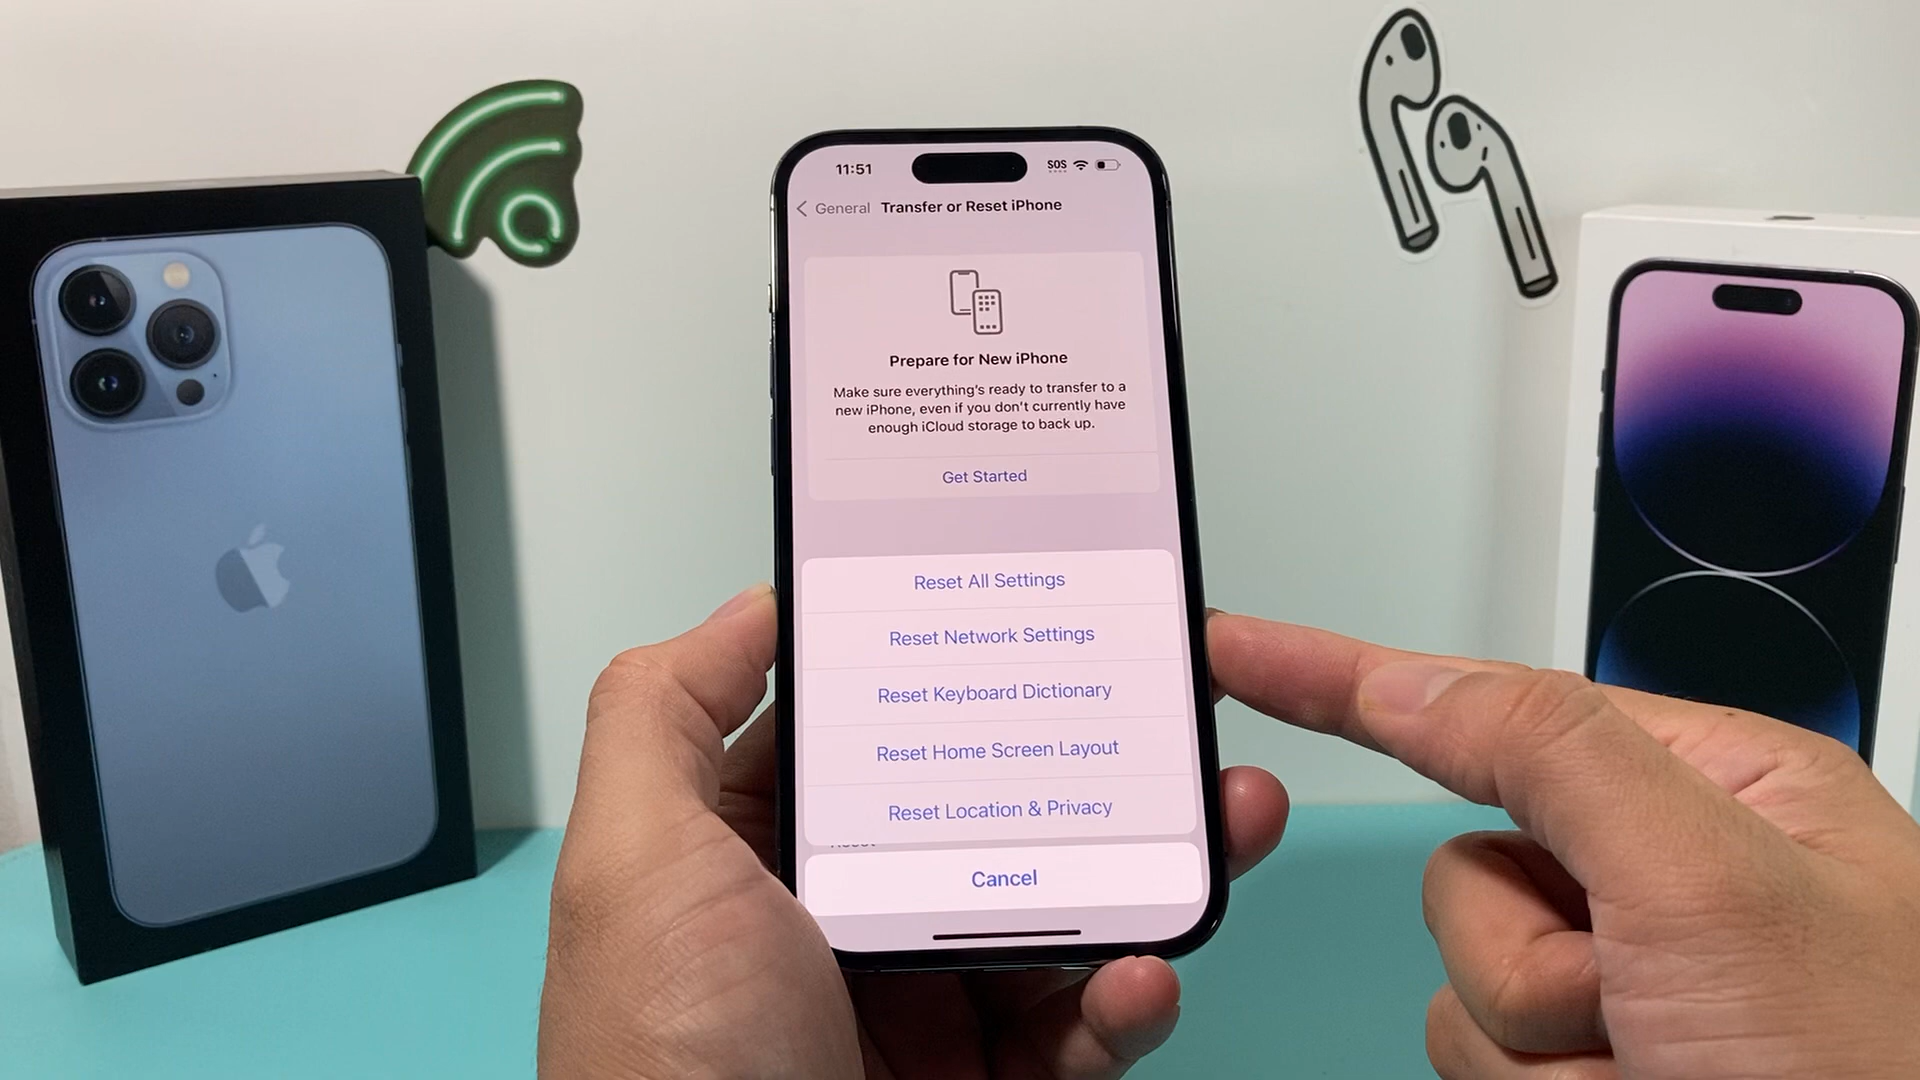 11:51
SOS
General
Transfer or Reset iPhone
Prepare for New iPhone
Make sure everything's ready to transfer to a
new iPhone, even if you don't currently have
enough iCloud storage to back up.
Get Started
Reset All Settings
Reset Network Settings
Reset Keyboard Dictionary
Reset Home Screen Layout
Reset Location & Privacy
Reset
Cancel